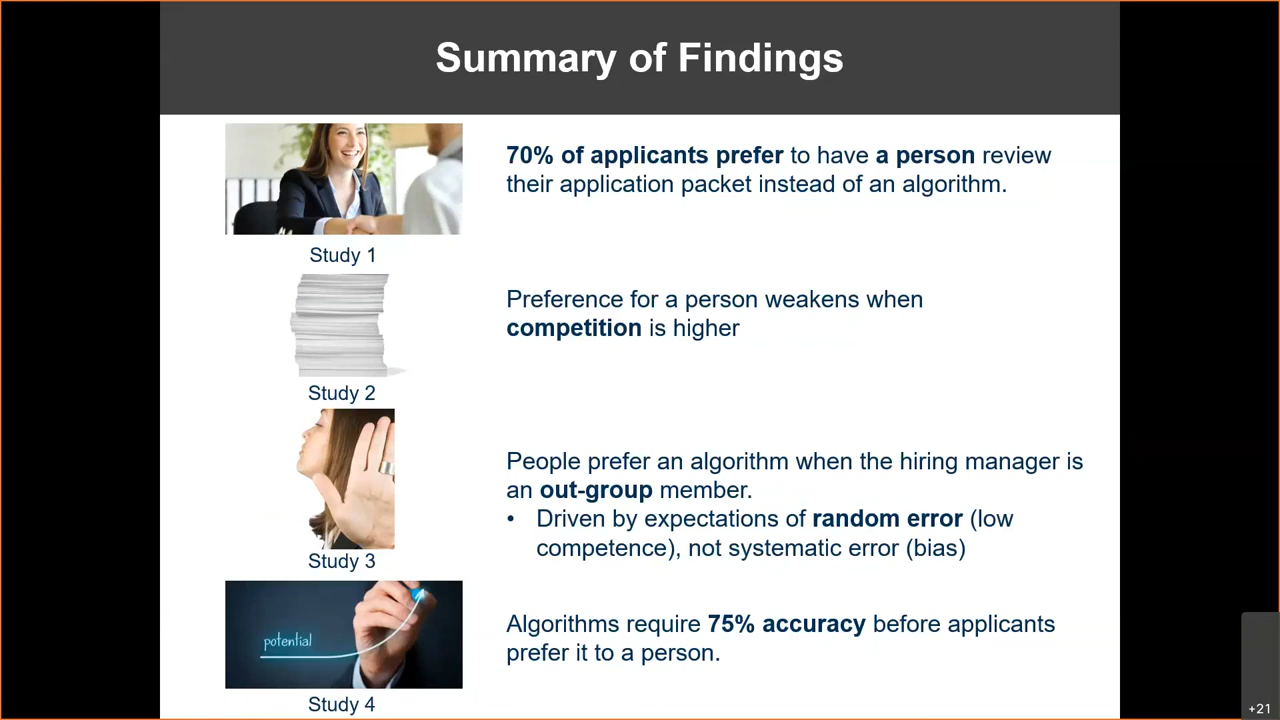 Summary of Findings
70% of applicants prefer to have a person review
their application packet instead of an algorithm.
Study 1
Preference for a person weakens when
competition is higher
Study 2
People prefer an algorithm when the hiring manager is
an out-group member.
• Driven by expectations of random error (low
competence), not systematic error (bias)
Study 3
Algorithms require 75% accuracy before applicants
prefer it to a person.
potential
Study 4
+21